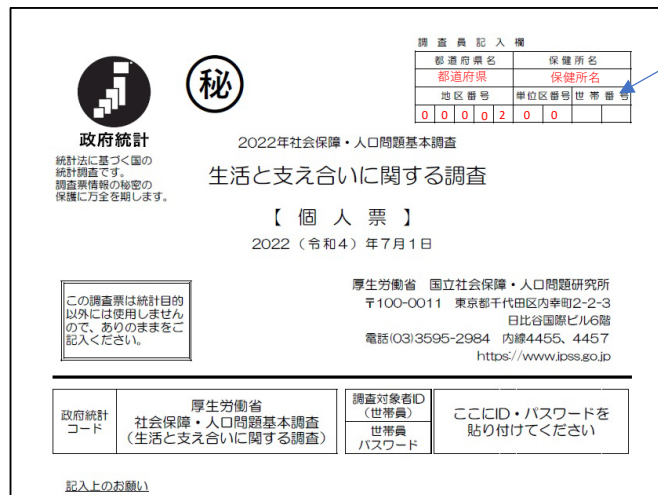 調査員記入欄
都道府県名 保健所名
都道府県 保健所名
地区番号 単位区番号 世帯番号
0 0 0 0 2 0 0
秘
政府統計
統計法に基づく国の
統計調査です。
調査票情報の秘密の
保護に万全を期します。
2022年社会保障・人口問題基本調査
生活と支え合いに関する調査
【個人票】
2022(令和4)年7月1日
この調査票は統計目的
以外には使用しません
ので、ありのままをご
記入ください。
厚生労働省 国立社会保障・人口問題研究所
〒100-0011 東京都千代田区内幸町2-2-3
日比谷国際ビル6階
電話(03)3595-2984 内線4455、4457
https://www.ipss.go.jp
政府統計
コード
厚生労働省
社会保障・人口問題基本調査
(生活と支え合いに関する調査)
調査対象者ID
(世帯員)
世帯員
パスワード
ここにID・パスワードを
貼り付けてください
記入上のお願い